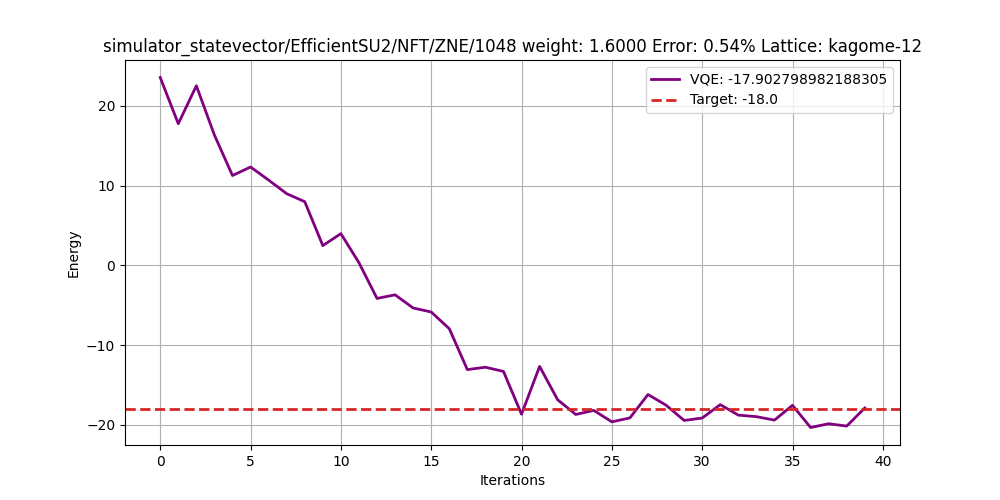 simulator_statevector/EfficientSU2/NFT/ZNE/1048 weight: 1.6000 Error: 0.54% Lattice: kagome-12
VQE: -17.902798982188305
Target: -18.0
Energy
20
10
0
−10
−20
0 5 10 15 20 25 30 35 40
Iterations